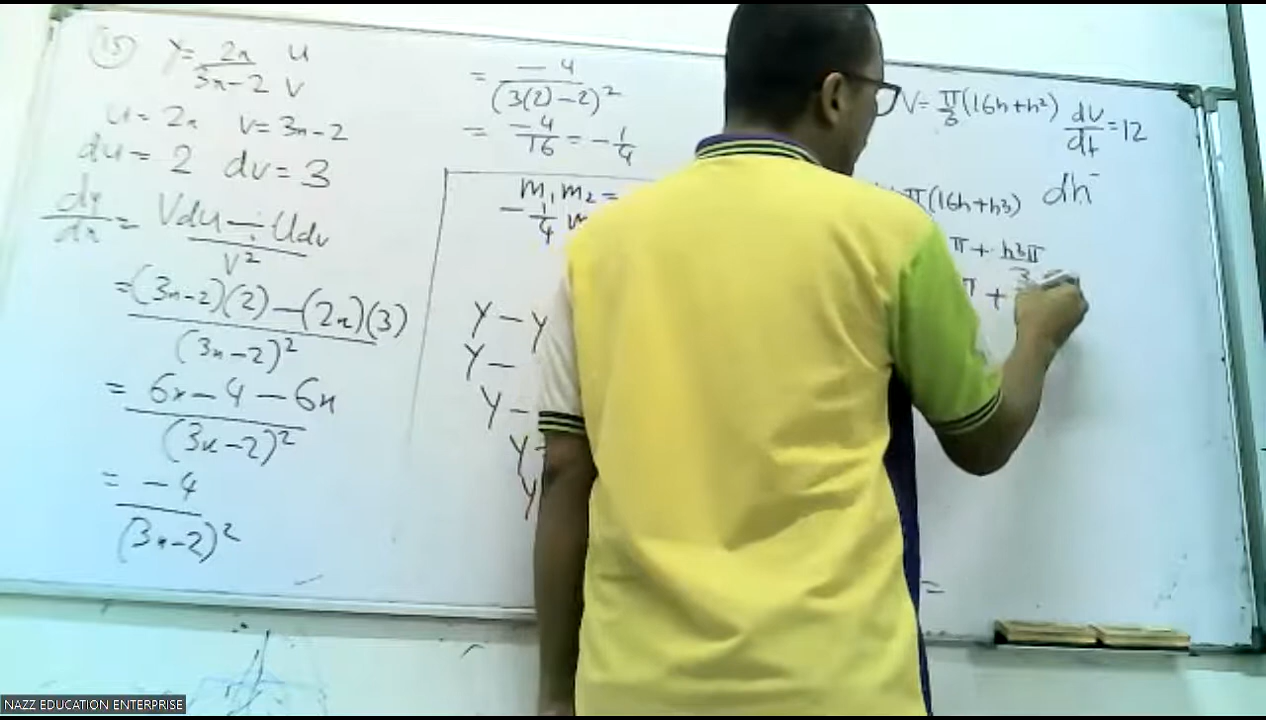 15 y = 2x / 3x-2 u v
u = 2x v = 3x-2
du = 2 dv = 3
dy/dx = Vdu - Udv / V²
= (3x-2)(2) - (2x)(3) / (3x-2)²
= 6x - 4 - 6x / (3x-2)²
= -4 / (3x-2)²
= -4 / (3(2)-2)²
= -4/16 = -1/4
m₁m₂ =
-1/4
y - y
y -
y -
y
y
V = π/3 (16h+h²) dv/dt = 12
π(16h+h3) dh
π + h3π / 3
π +
=
NAZZ EDUCATION ENTERPRISE